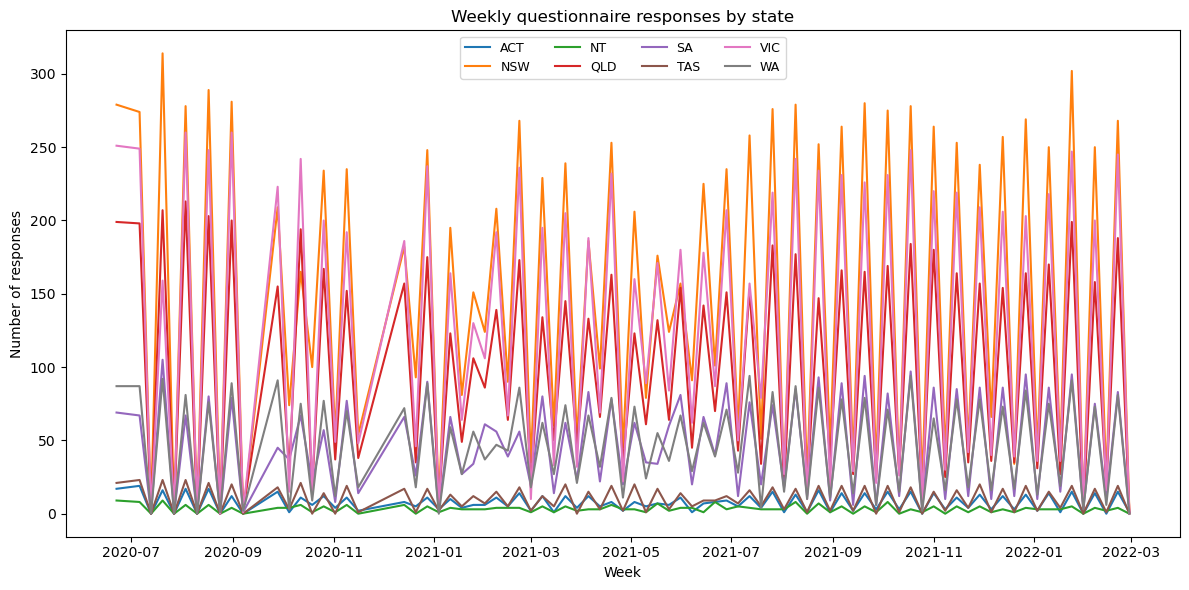 Weekly questionnaire responses by state
ACT NT SA VIC
NSW QLD TAS WA
Number of responses
300
250
200
150
100
50
0
2020-07 2020-09 2020-11 2021-01 2021-03 2021-05 2021-07 2021-09 2021-11 2022-01 2022-03
Week